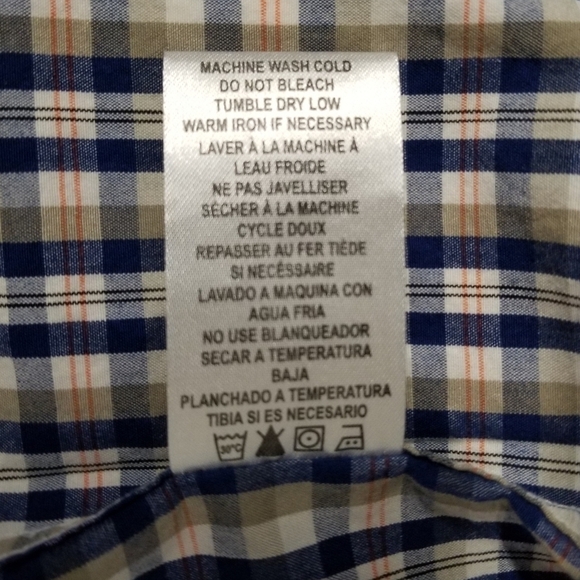 MACHINE WASH COLD
DO NOT BLEACH
TUMBLE DRY LOW
WARM IRON IF NECESSARY
LAVER À LA MACHINE À
LEAU FROIDE
NE PAS JAVELLISER
SÉCHER À LA MACHINE
CYCLE DOUX
REPASSER AU FER TIÈDE
SI NÉCESSAIRE
LAVADO A MAQUINA CON
AGUA FRIA
NO USE BLANQUEADOR
SECAR A TEMPERATURA
BAJA
PLANCHADO A TEMPERATURA
TIBIA SI ES NECESARIO
30°C